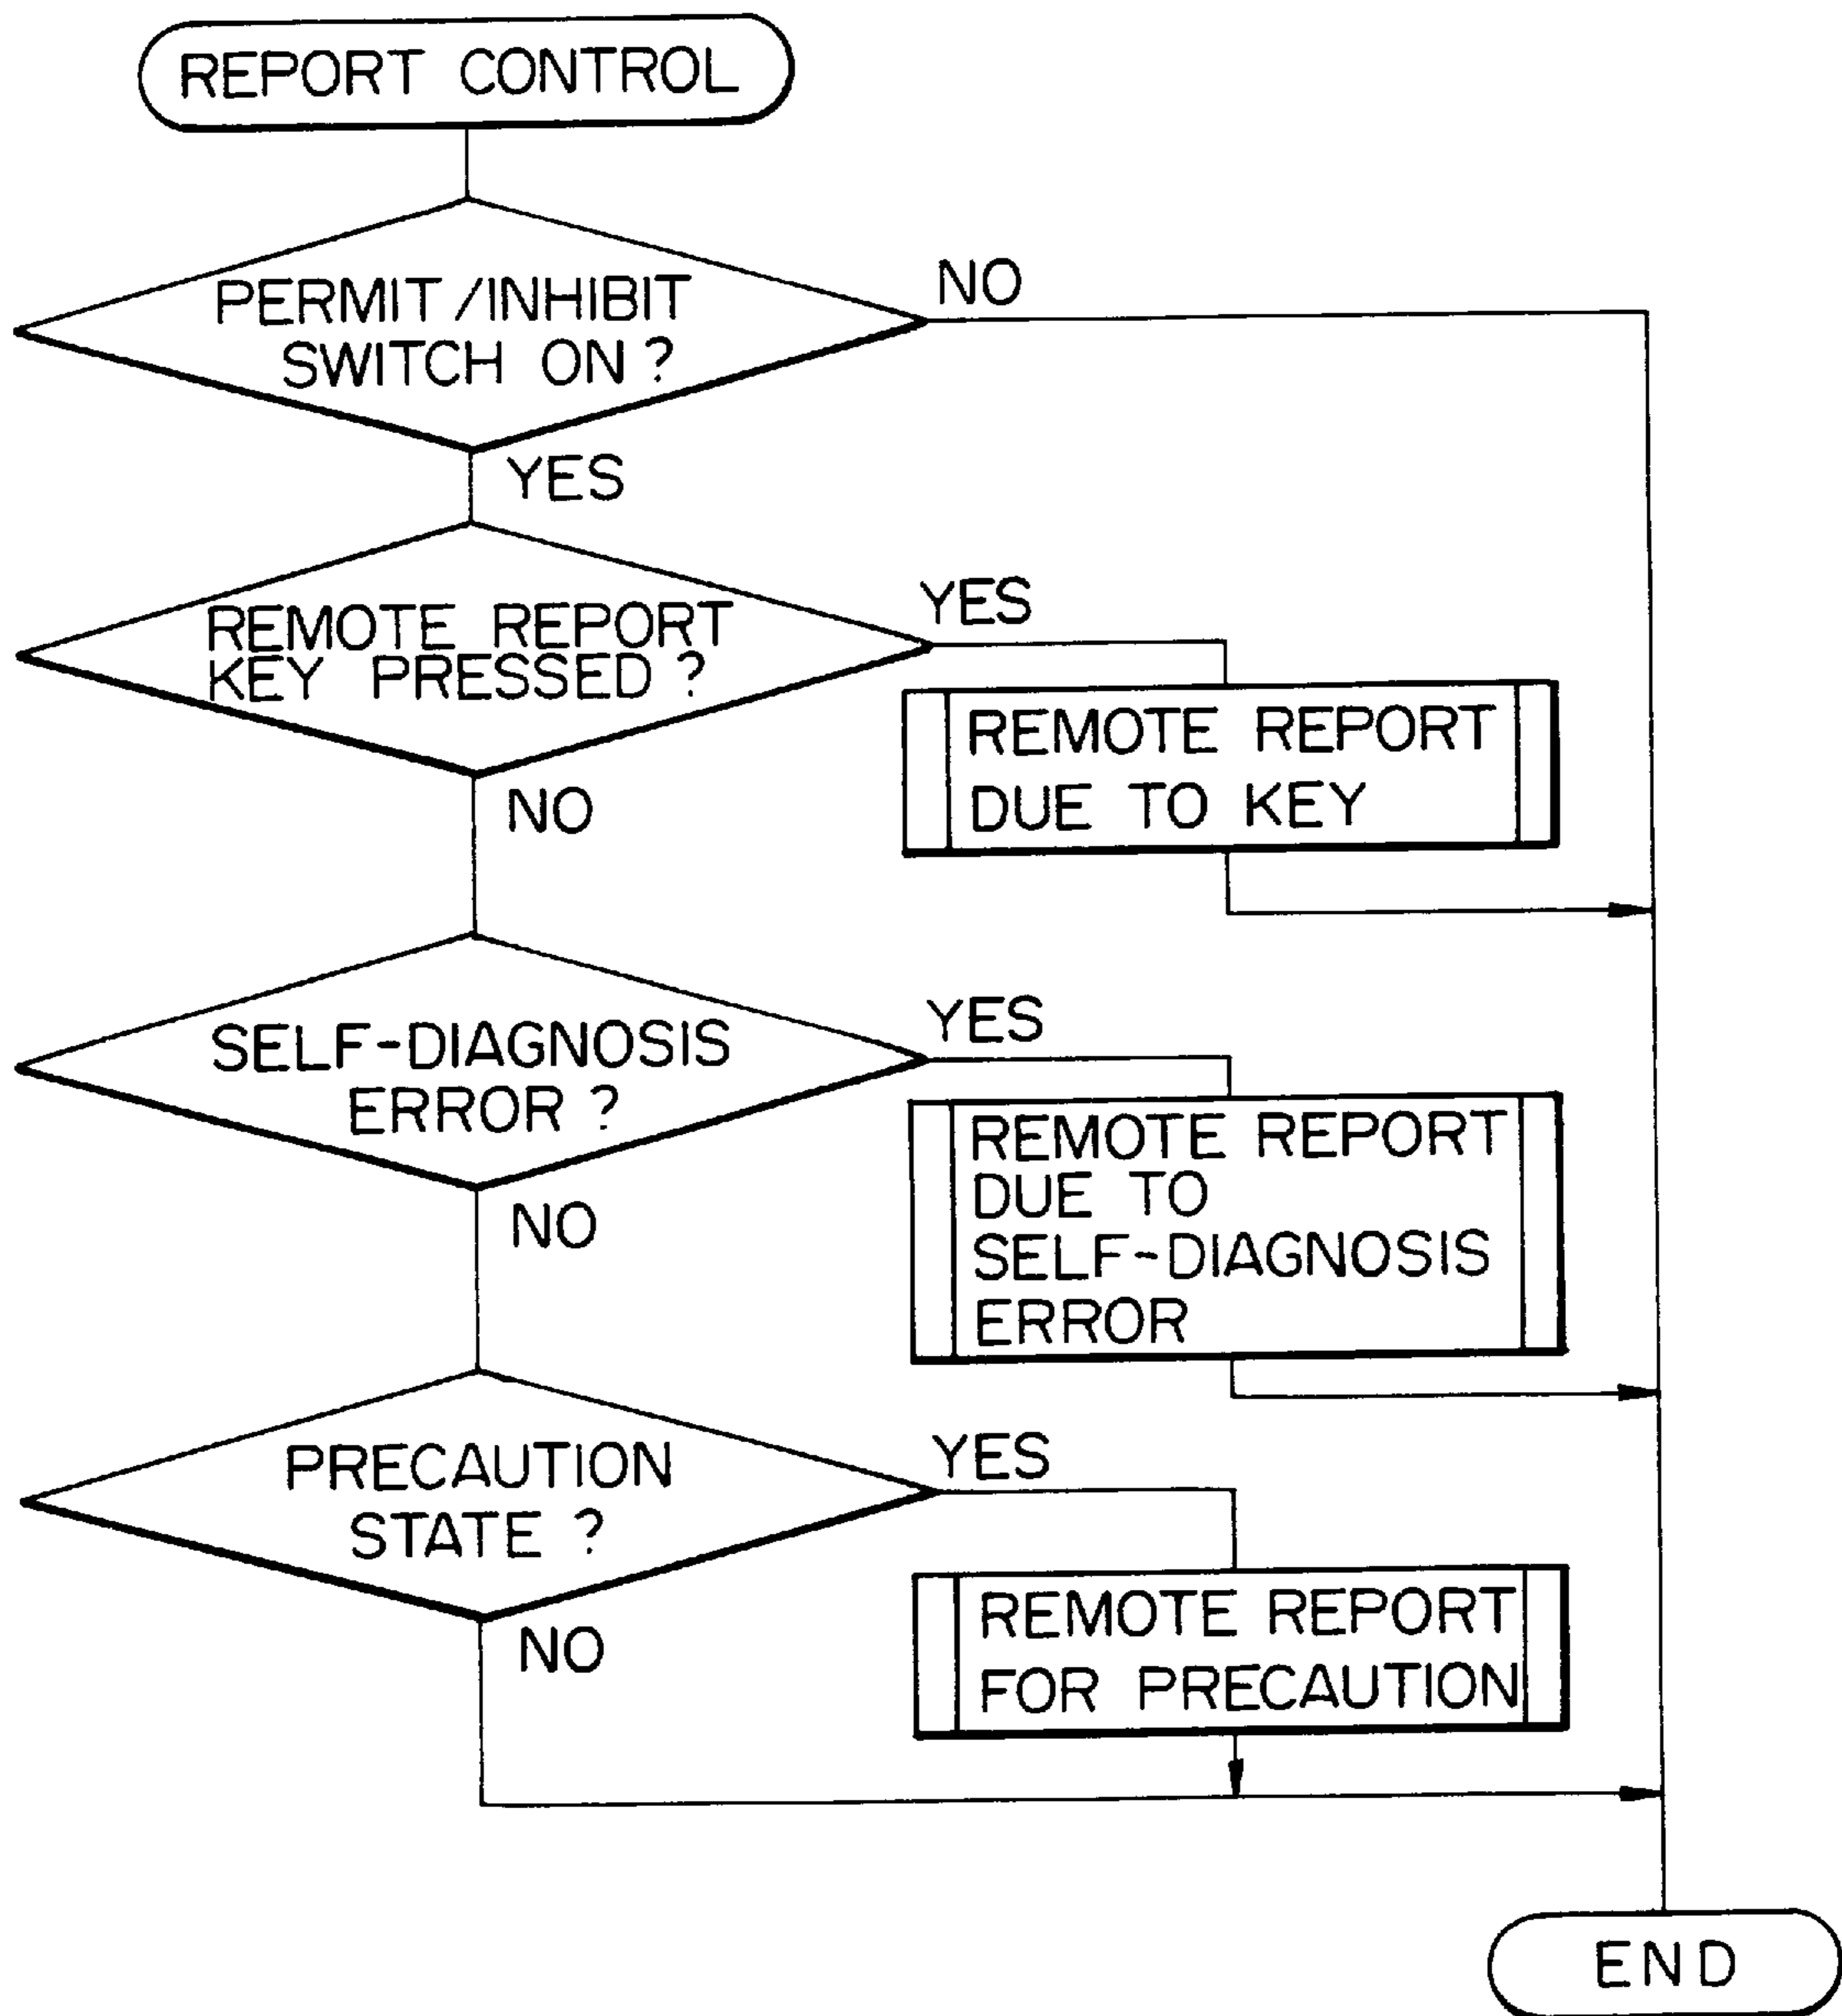 REPORT CONTROL
PERMIT/INHIBIT
SWITCH ON ?
NO
YES
REMOTE REPORT
KEY PRESSED ?
YES
REMOTE REPORT
DUE TO KEY
NO
SELF-DIAGNOSIS
ERROR ?
YES
REMOTE REPORT
DUE TO
SELF-DIAGNOSIS
ERROR
NO
PRECAUTION
STATE ?
YES
REMOTE REPORT
FOR PRECAUTION
NO
END